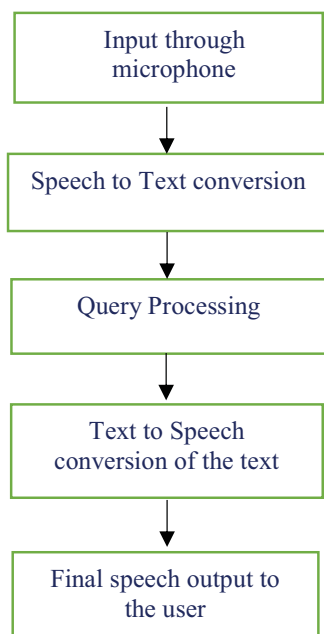 Input through
microphone
Speech to Text conversion
Query Processing
Text to Speech
conversion of the text
Final speech output to
the user